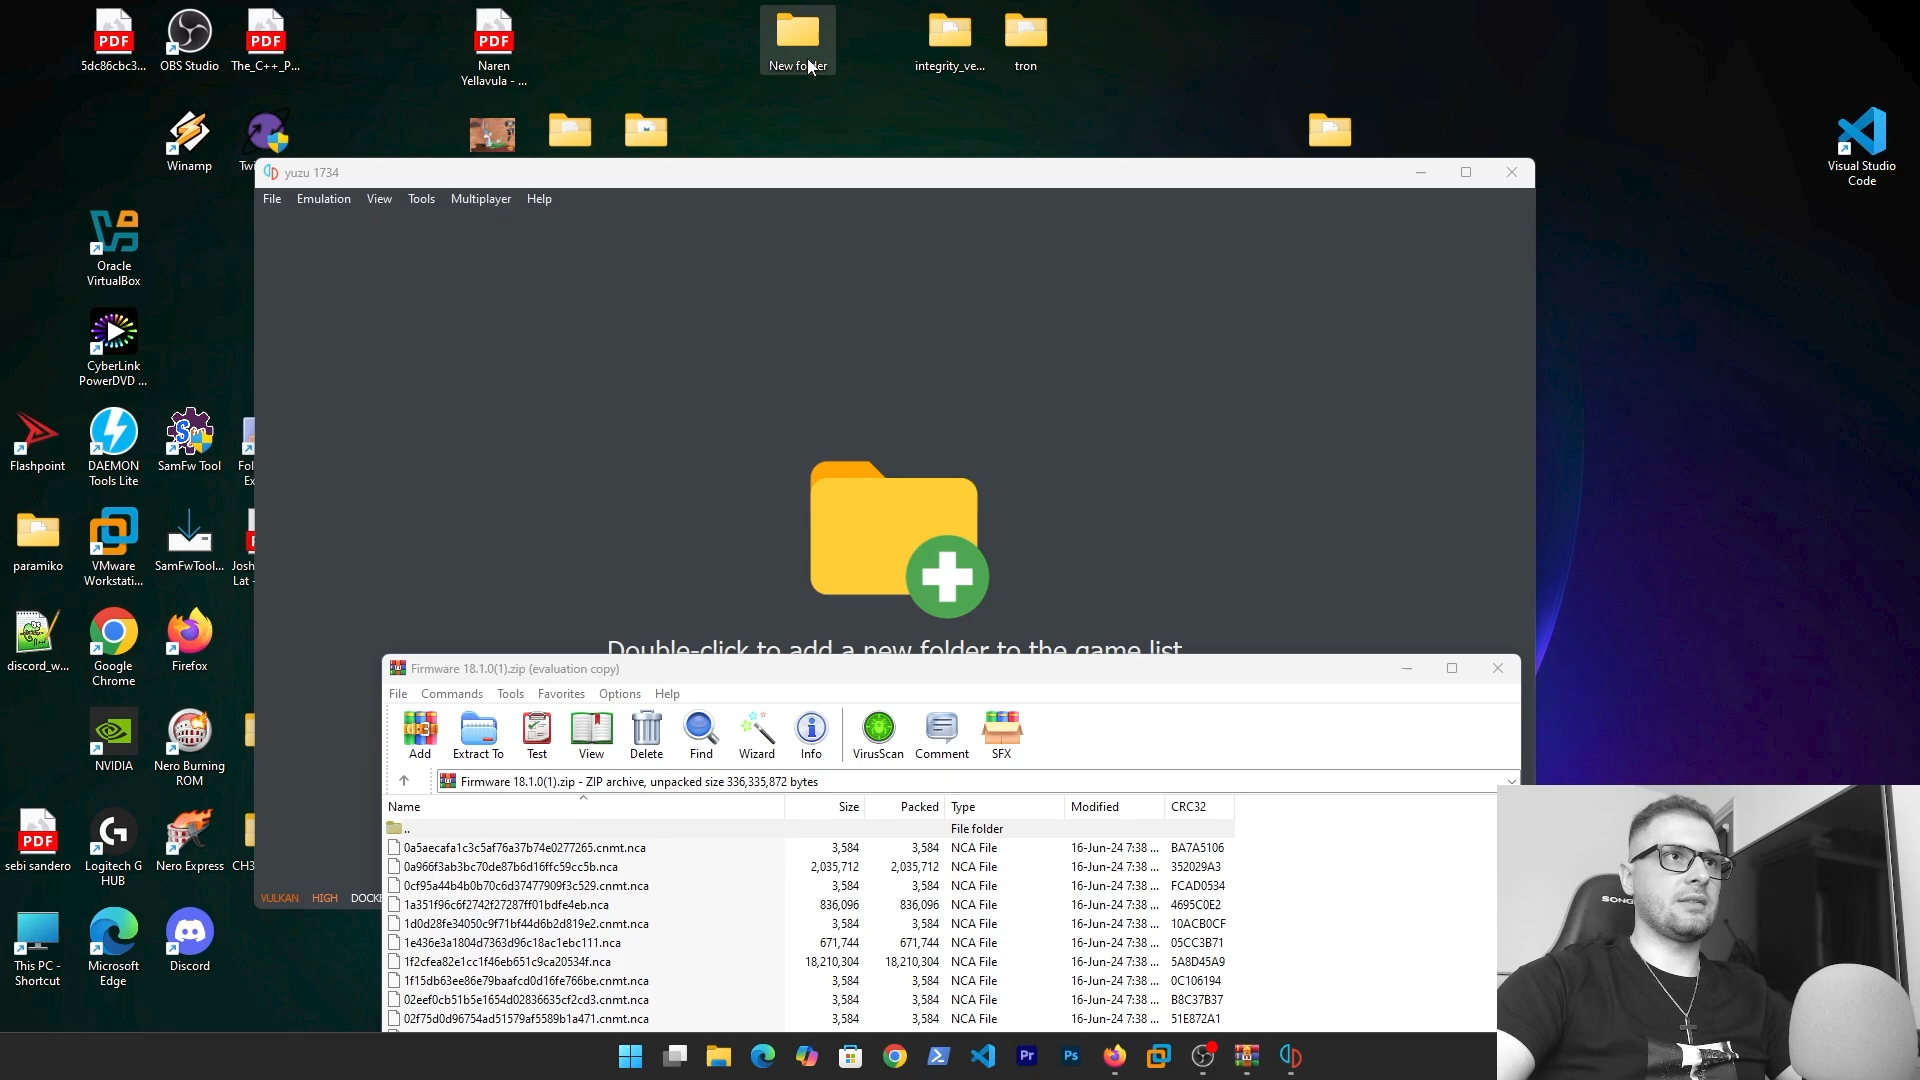 5dc86cbc3...
OBS Studio
The_C++_P...
Naren
Yellavula - ...
New folder
integrity_ve...
tron
Winamp
Visual Studio
Code
yuzu 1734
File Emulation View Tools Multiplayer Help
Oracle
VirtualBox
CyberLink
PowerDVD ...
Flashpoint
DAEMON
Tools Lite
SamFw Tool
paramiko
VMware
Workstati...
SamFwTool...
Josh
Lat -
discord_w...
Google
Chrome
Firefox
NVIDIA
Nero Burning
ROM
sebi sandero
Logitech G
HUB
Nero Express
CH3
This PC -
Shortcut
Microsoft
Edge
Discord
Double-click to add a new folder to the game list
VULKAN HIGH DOCKE
Firmware 18.1.0(1).zip (evaluation copy)
File Commands Tools Favorites Options Help
Add Extract To Test View Delete Find Wizard Info VirusScan Comment SFX
Firmware 18.1.0(1).zip - ZIP archive, unpacked size 336,335,872 bytes
Name Size Packed Type Modified CRC32
.. File folder
0a5aecafa1c3c5af76a37b74e0277265.cnmt.nca 3,584 3,584 NCA File 16-Jun-24 7:38 ... BA7A5106
0a966f3ab3bc70de87b6d16ffc59cc5b.nca 2,035,712 2,035,712 NCA File 16-Jun-24 7:38 ... 352029A3
0cf95a44b4b0b70c6d37477909f3c529.cnmt.nca 3,584 3,584 NCA File 16-Jun-24 7:38 ... FCAD0534
1a351f96c6f2742f27287ff01bdfe4eb.nca 836,096 836,096 NCA File 16-Jun-24 7:38 ... 4695C0E2
1d0d28fe34050c9f71bf44d6b2d819e2.cnmt.nca 3,584 3,584 NCA File 16-Jun-24 7:38 ... 10ACB0CF
1e436e3a1804d7363d96c18ac1ebc111.nca 671,744 671,744 NCA File 16-Jun-24 7:38 ... 05CC3B71
1f2cfea82e1cc1f46eb651c9ca20534f.nca 18,210,304 18,210,304 NCA File 16-Jun-24 7:38 ... 5A8D45A9
1f15db63ee86e79baafcd0d16fe766be.cnmt.nca 3,584 3,584 NCA File 16-Jun-24 7:38 ... 0C106194
02eef0cb51b5e1654d02836635cf2cd3.cnmt.nca 3,584 3,584 NCA File 16-Jun-24 7:38 ... B8C37B37
02f75d0d96754ad51579af5589b1a471.cnmt.nca 3,584 3,584 NCA File 16-Jun-24 7:38 ... 51E872A1